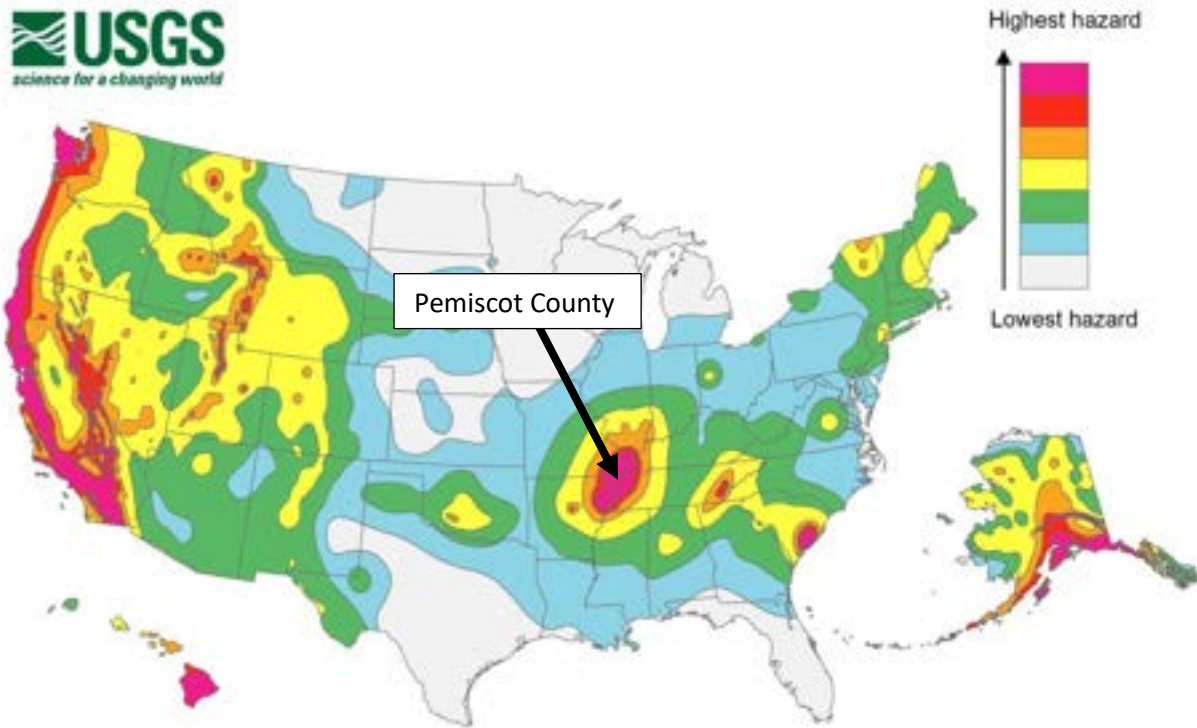 USGS
science for a changing world
Highest hazard
Pemiscot County
Lowest hazard